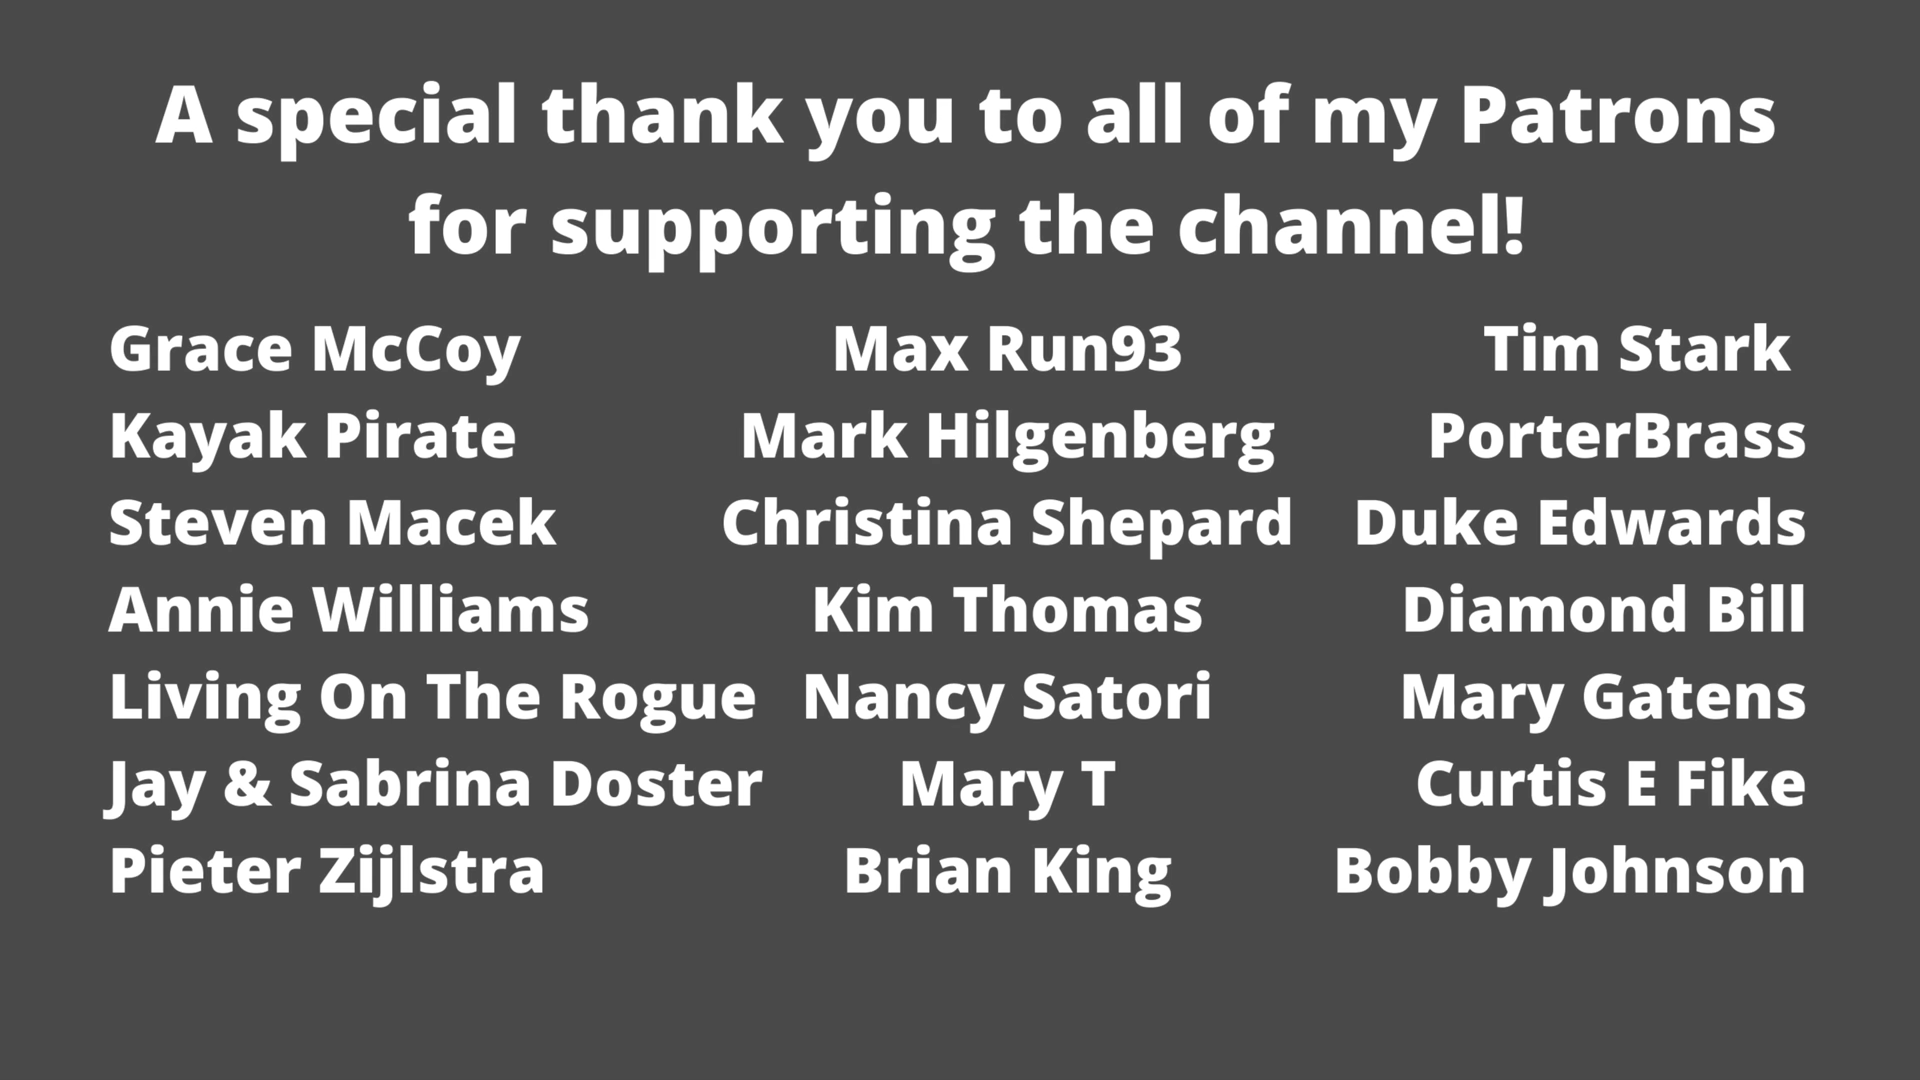 A special thank you to all of my Patrons
for supporting the channel!
Grace McCoy
Kayak Pirate
Steven Macek
Annie Williams
Living On The Rogue
Jay & Sabrina Doster
Pieter Zijlstra
Max Run93
Mark Hilgenberg
Christina Shepard
Kim Thomas
Nancy Satori
Mary T
Brian King
Tim Stark
PorterBrass
Duke Edwards
Diamond Bill
Mary Gatens
Curtis E Fike
Bobby Johnson